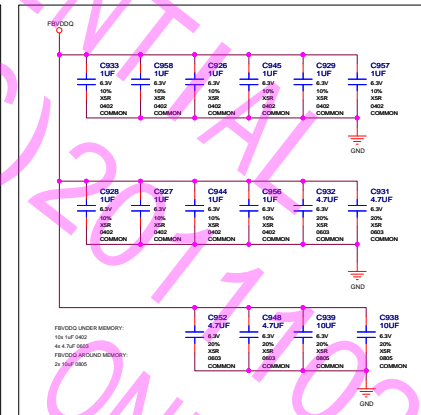 FBVDDQ
C933
1UF
6.3V
10%
X5R
0402
COMMON
C958
1UF
6.3V
10%
X5R
0402
COMMON
C926
1UF
6.3V
10%
X5R
0402
COMMON
C945
1UF
6.3V
10%
X5R
0402
COMMON
C929
1UF
6.3V
10%
X5R
0402
COMMON
C957
1UF
6.3V
10%
X5R
0402
COMMON
GND
C928
1UF
6.3V
10%
X5R
0402
COMMON
C927
1UF
6.3V
10%
X5R
0402
COMMON
C944
1UF
6.3V
10%
X5R
0402
COMMON
C956
1UF
6.3V
10%
X5R
0402
COMMON
C932
4.7UF
6.3V
20%
X5R
0603
COMMON
C931
4.7UF
6.3V
20%
X5R
0603
COMMON
GND
C952
4.7UF
6.3V
20%
X5R
0603
COMMON
C948
4.7UF
6.3V
20%
X5R
0603
COMMON
C939
10UF
6.3V
20%
X5R
0805
COMMON
C938
10UF
6.3V
20%
X5R
0805
COMMON
GND
FBVDDQ UNDER MEMORY:
10x 1uF 0402
4x 4.7uF 0603
FBVDDQ AROUND MEMORY:
2x 10uF 0805